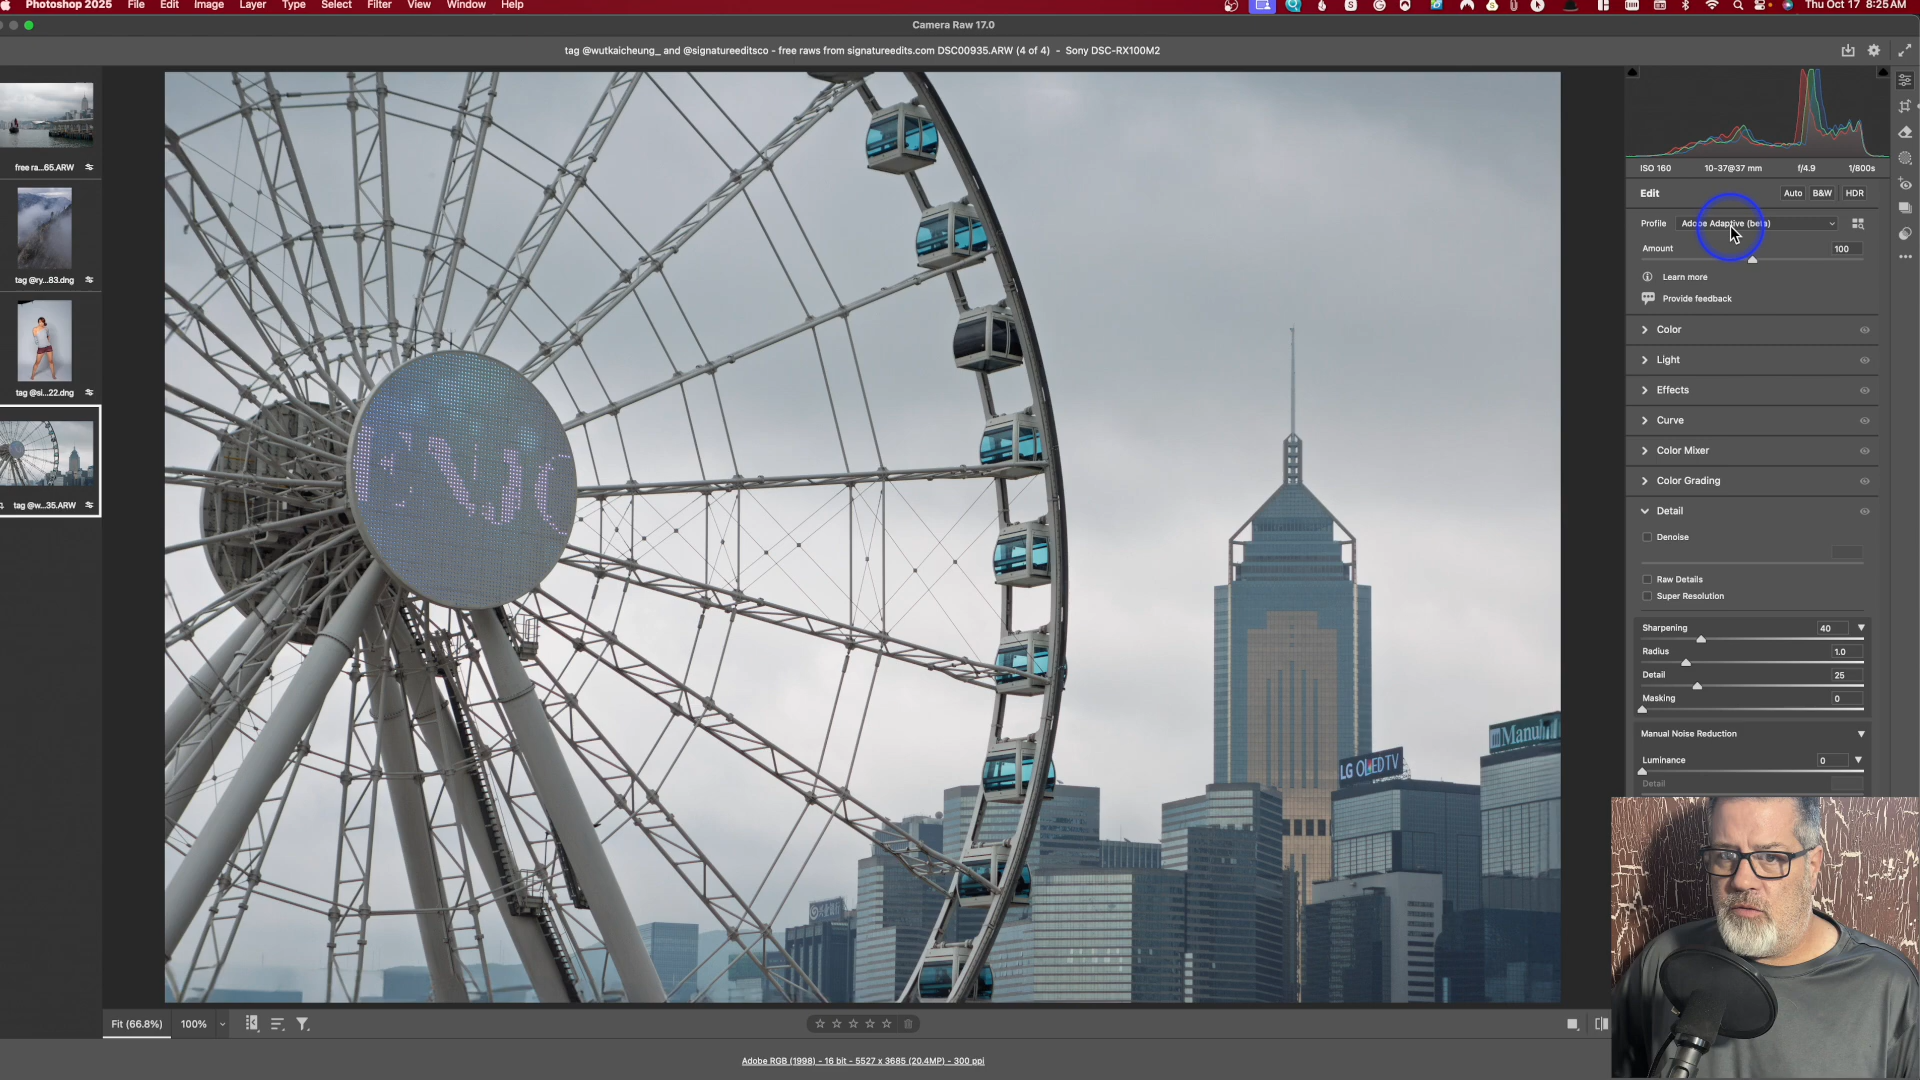 Photoshop 2025 File Edit Image Layer Type Select Filter View Window Help Thu Oct 17 8:25 AM
Camera Raw 17.0
tag @wutkaicheung_ and @signatureeditsco - free raws from signatureedits.com DSC00935.ARW (4 of 4) - Sony DSC-RX100M2
free ra...65.ARW
tag @ry...83.dng
tag @si...22.dng
tag @w...35.ARW
ENJO
LG OLED TV
Manul
ISO 160 10-37@37 mm f/4.9 1/800s
Edit Auto B&W HDR
Profile Adobe Adaptive (beta)
Amount 100
Learn more
Provide feedback
Color
Light
Effects
Curve
Color Mixer
Color Grading
Detail
Denoise
Raw Details
Super Resolution
Sharpening 40
Radius 1.0
Detail 25
Masking 0
Manual Noise Reduction
Luminance 0
Detail
Fit (66.8%) 100%
Adobe RGB (1998) - 16 bit - 5527 x 3685 (20.4MP) - 300 ppi